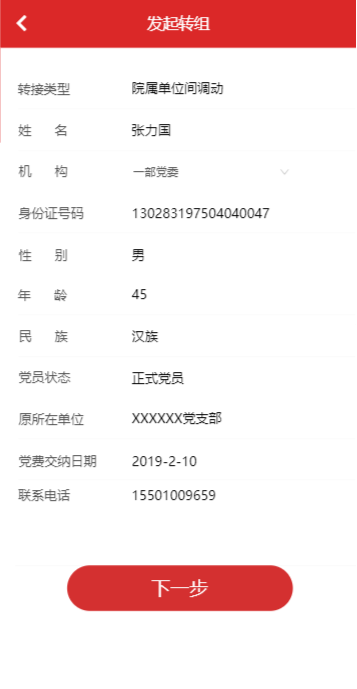 发起转组
转接类型 院属单位间调动
姓 名 张力国
机 构 一部党委
身份证号码 130283197504040047
性 别 男
年 龄 45
民 族 汉族
党员状态 正式党员
原所在单位 XXXXXX党支部
党费交纳日期 2019-2-10
联系电话 15501009659
下一步